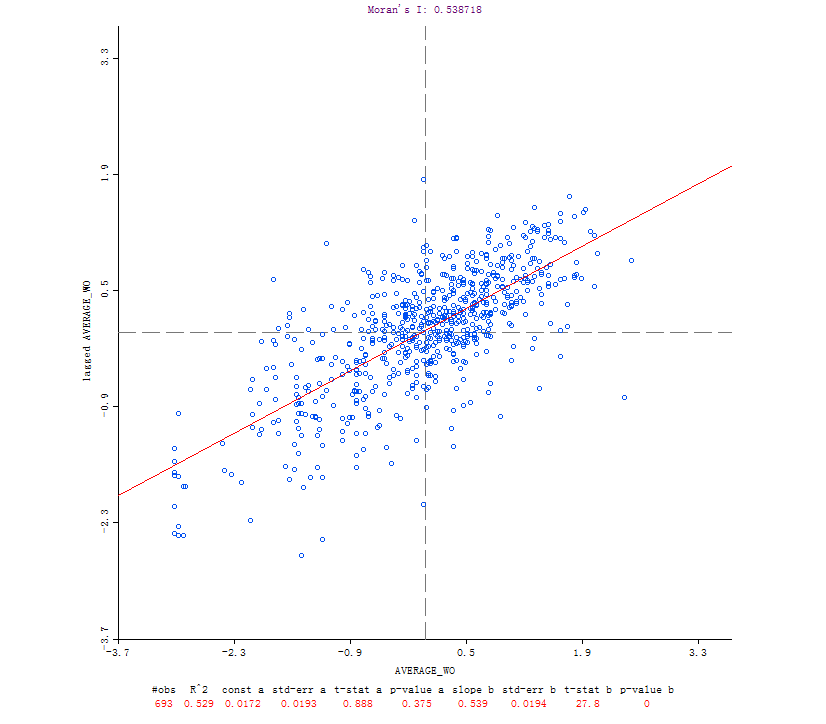 Moran's I: 0.538718
3.3
1.9
0.5
-0.9
-2.3
-3.7
lagged AVERAGE_WO
-3.7 -2.3 -0.9 0.5 1.9 3.3
AVERAGE_WO
#obs R^2 const a std-err a t-stat a p-value a slope b std-err b t-stat b p-value b
693 0.529 0.0172 0.0193 0.888 0.375 0.539 0.0194 27.8 0